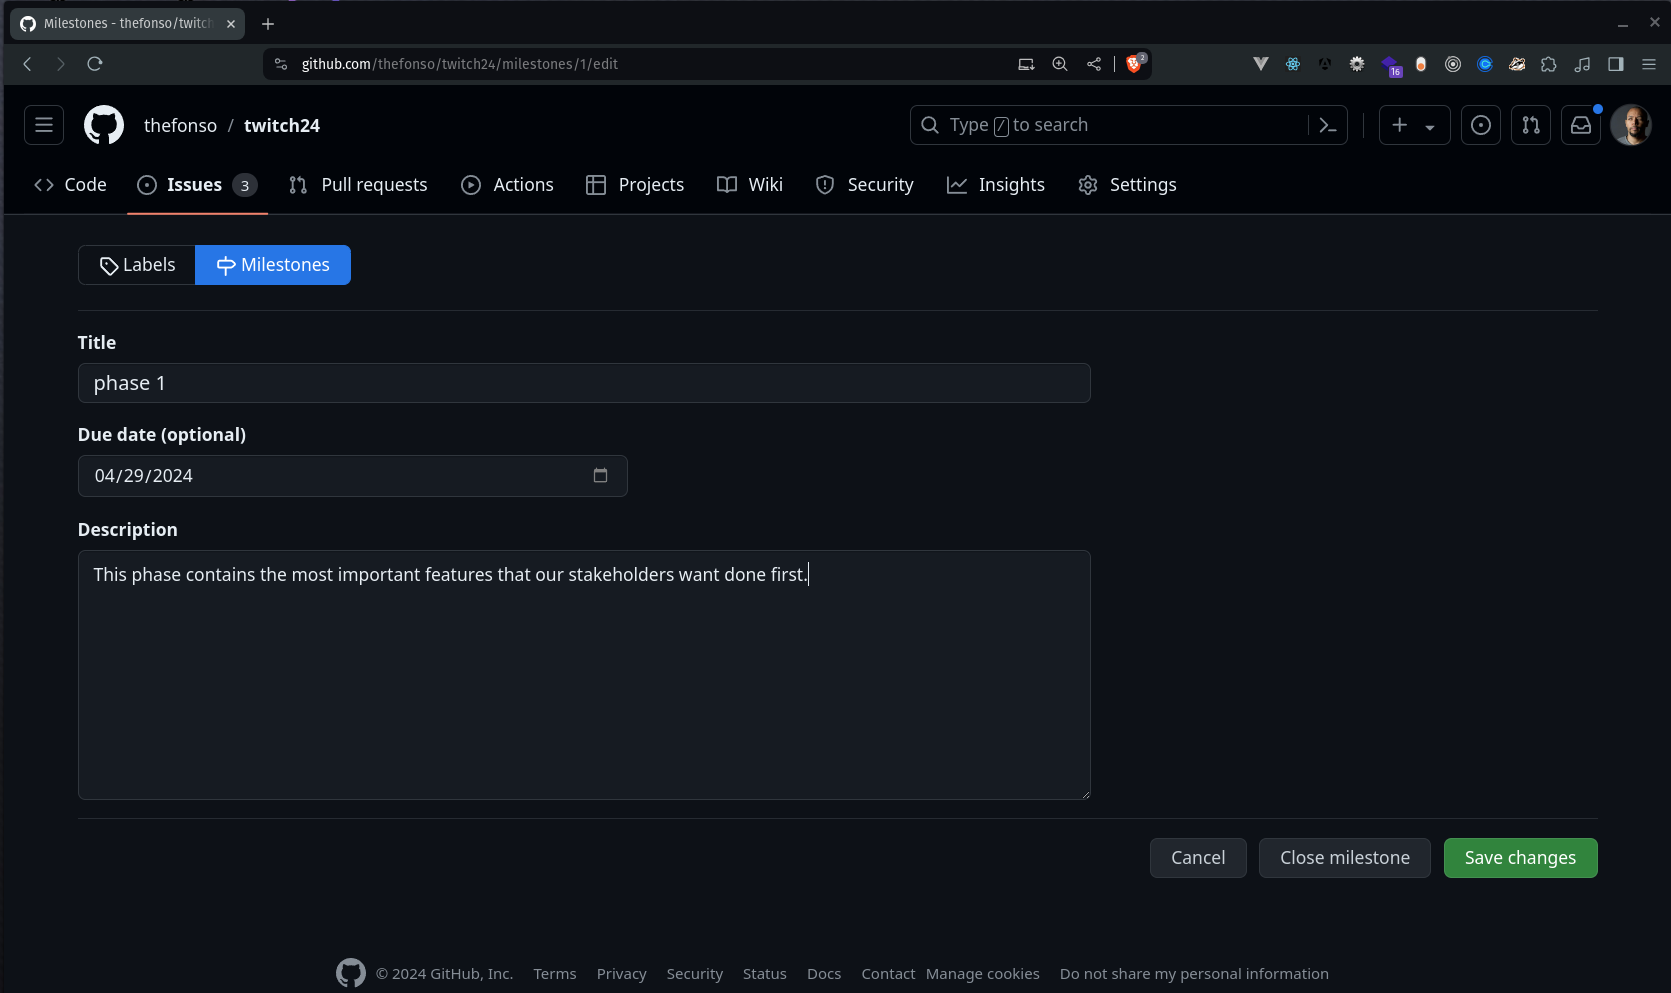 Milestones - thefonso/twitch
github.com/thefonso/twitch24/milestones/1/edit
2
16
thefonso / twitch24
Type / to search
Code
Issues 3
Pull requests
Actions
Projects
Wiki
Security
Insights
Settings
Labels
Milestones
Title
phase 1
Due date (optional)
04/29/2024
Description
This phase contains the most important features that our stakeholders want done first.
Cancel
Close milestone
Save changes
© 2024 GitHub, Inc.
Terms
Privacy
Security
Status
Docs
Contact
Manage cookies
Do not share my personal information